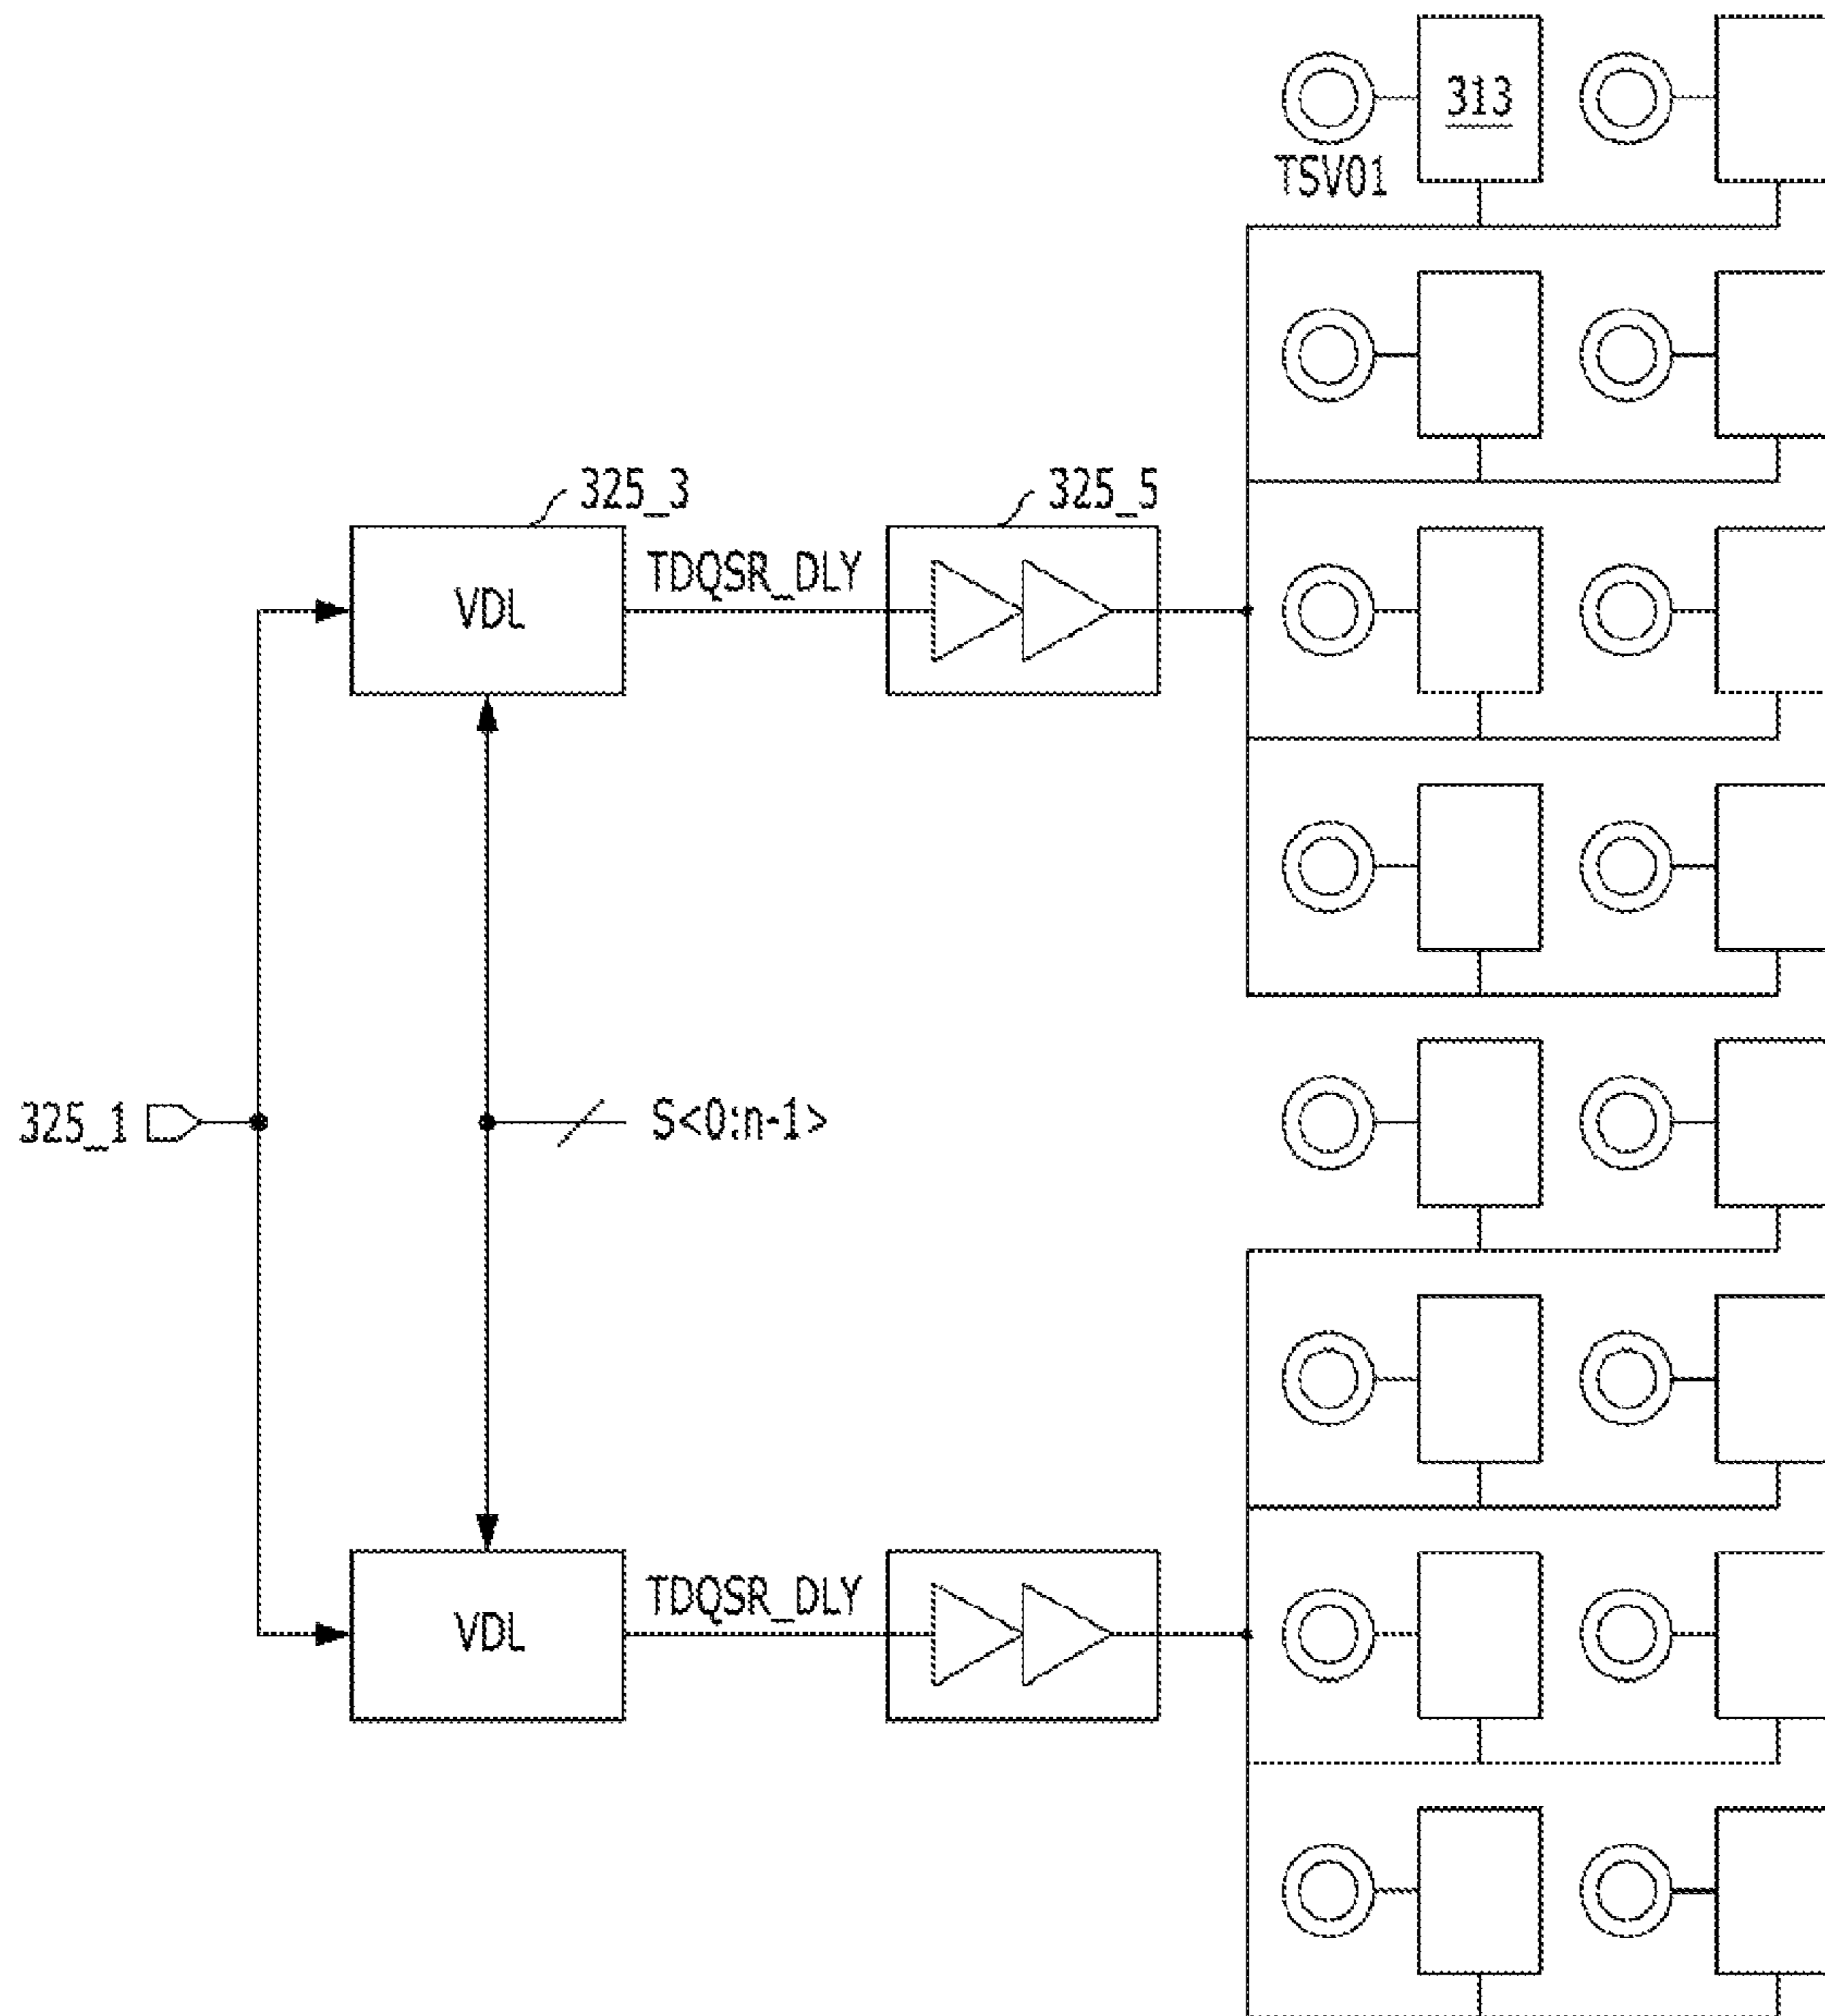 313
TSV01
325_3
325_5
VDL
TDQSR_DLY
325_1
S<0:n-1>
VDL
TDQSR_DLY